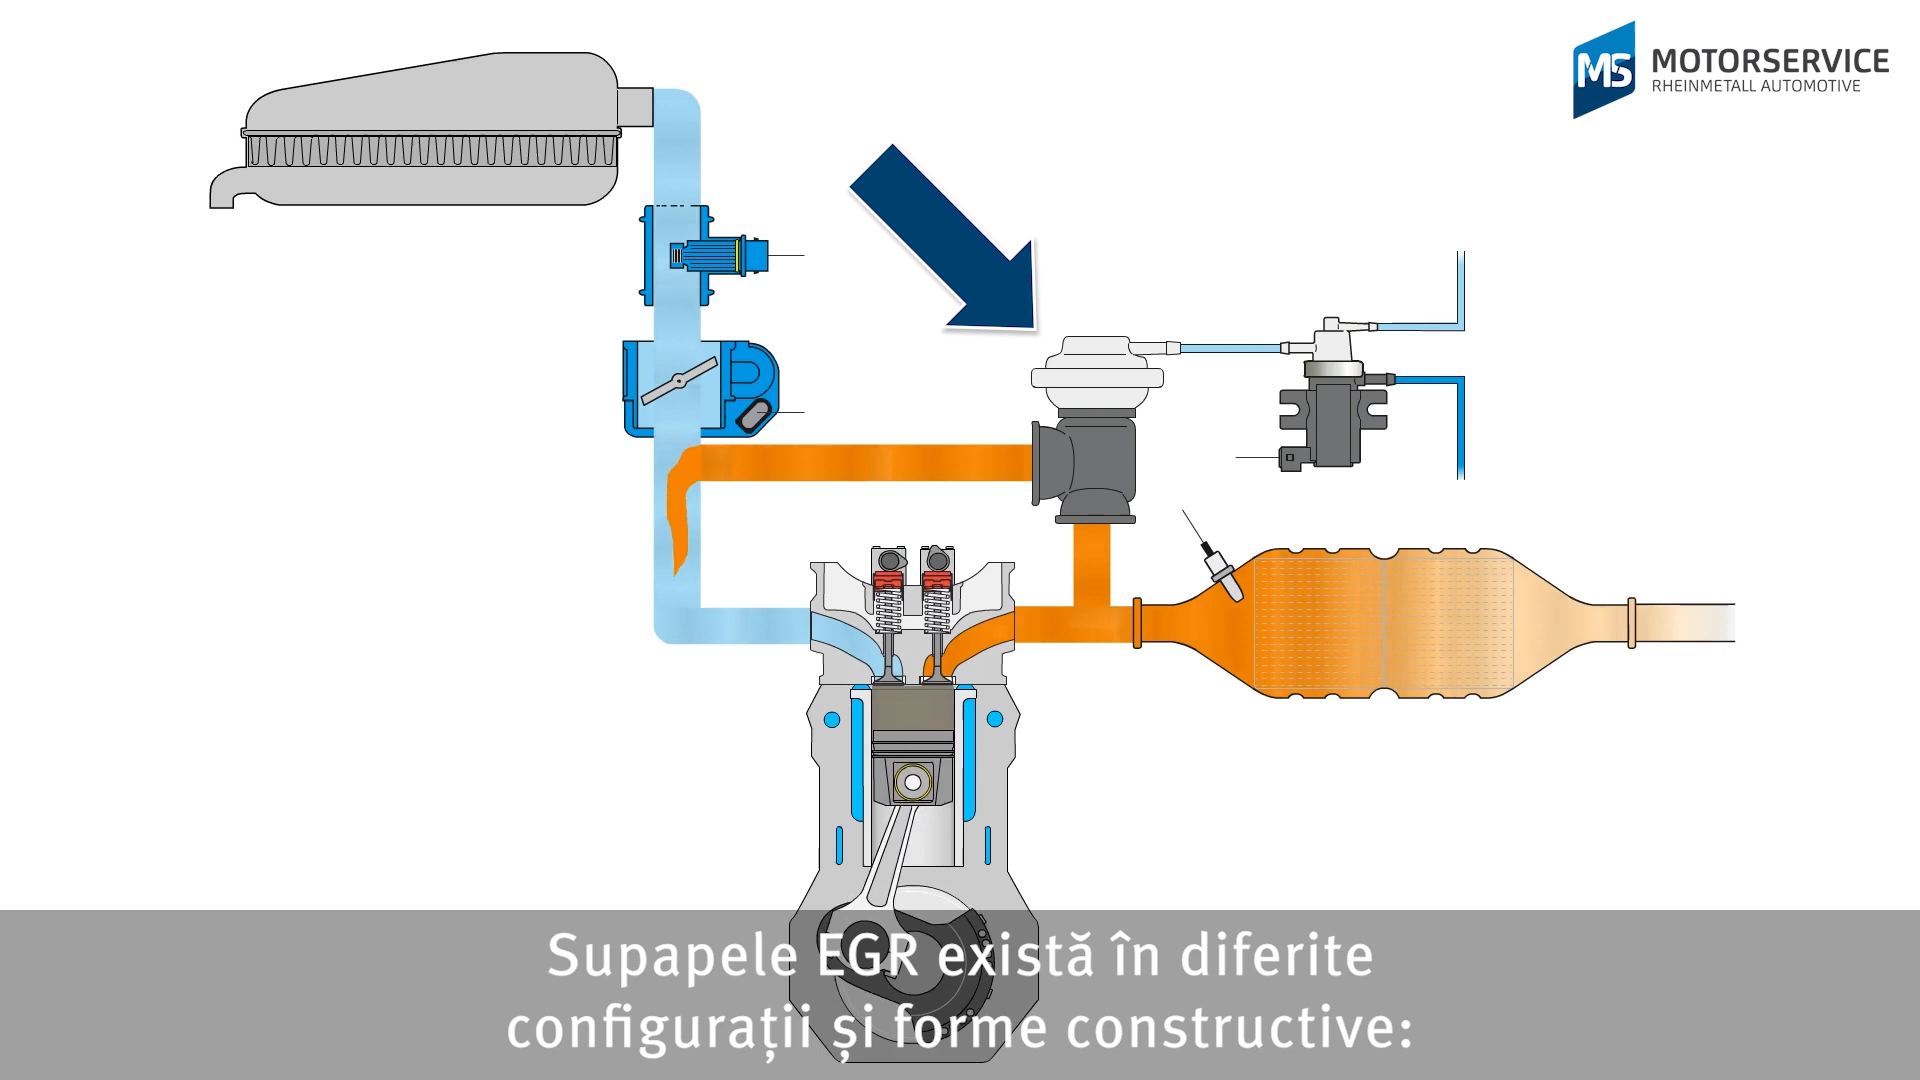 MS MOTORSERVICE
RHEINMETALL AUTOMOTIVE
Supapele EGR există în diferite
configurații și forme constructive: